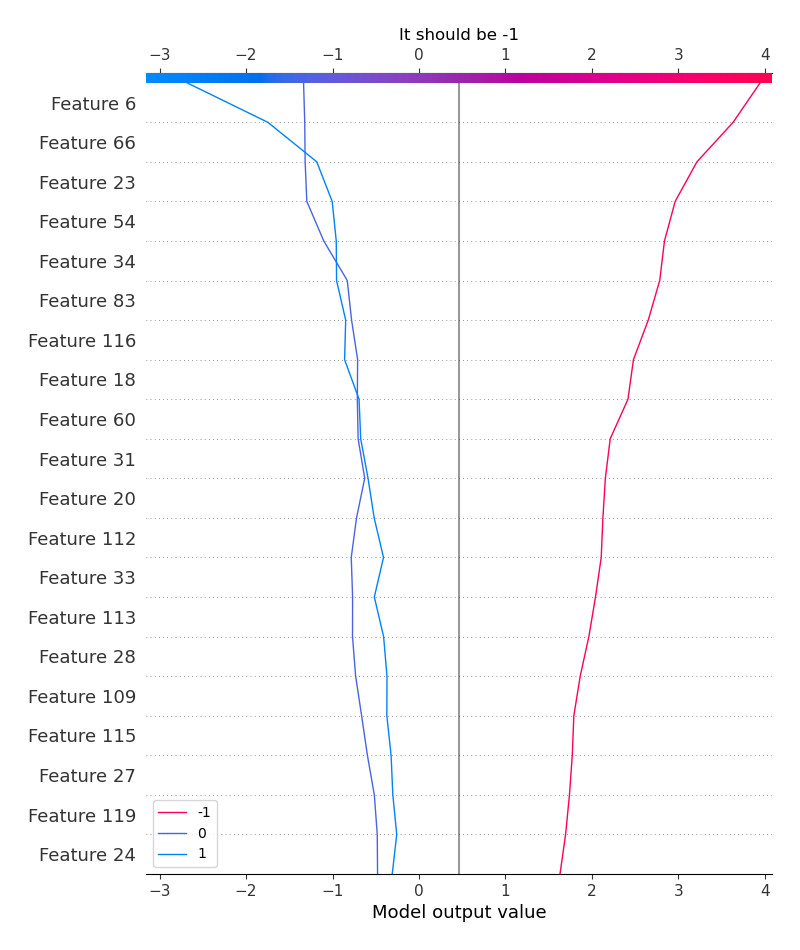 It should be -1
−3 −2 −1 0 1 2 3 4
Feature 6
Feature 66
Feature 23
Feature 54
Feature 34
Feature 83
Feature 116
Feature 18
Feature 60
Feature 31
Feature 20
Feature 112
Feature 33
Feature 113
Feature 28
Feature 109
Feature 115
Feature 27
Feature 119
Feature 24
-1
0
1
−3 −2 −1 0 1 2 3 4
Model output value